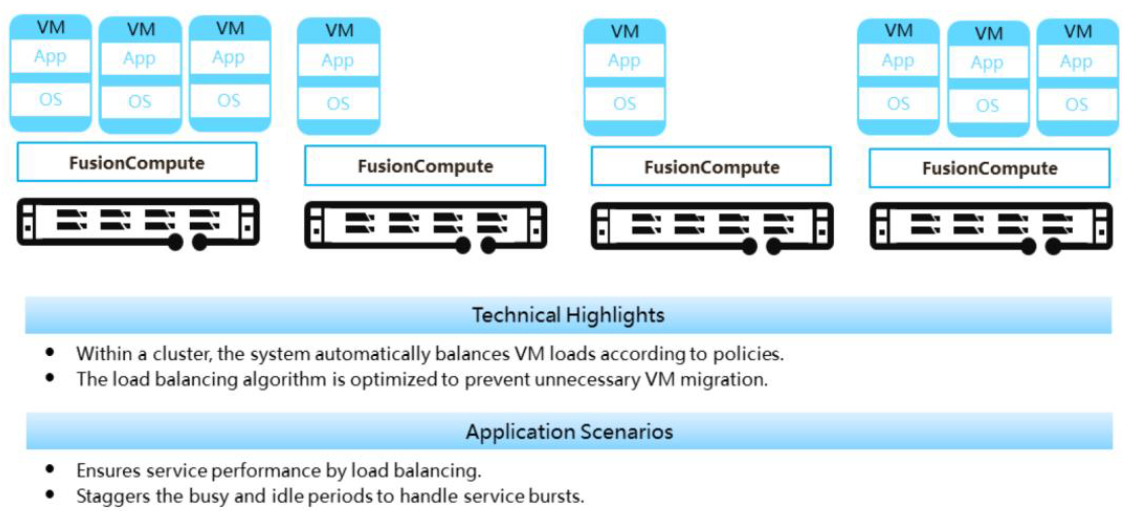 VM
App
OS
VM
App
OS
VM
App
OS
VM
App
OS
VM
App
OS
VM
App
OS
VM
App
OS
VM
App
OS
FusionCompute
FusionCompute
FusionCompute
FusionCompute
Technical Highlights
• Within a cluster, the system automatically balances VM loads according to policies.
• The load balancing algorithm is optimized to prevent unnecessary VM migration.
Application Scenarios
• Ensures service performance by load balancing.
• Staggers the busy and idle periods to handle service bursts.